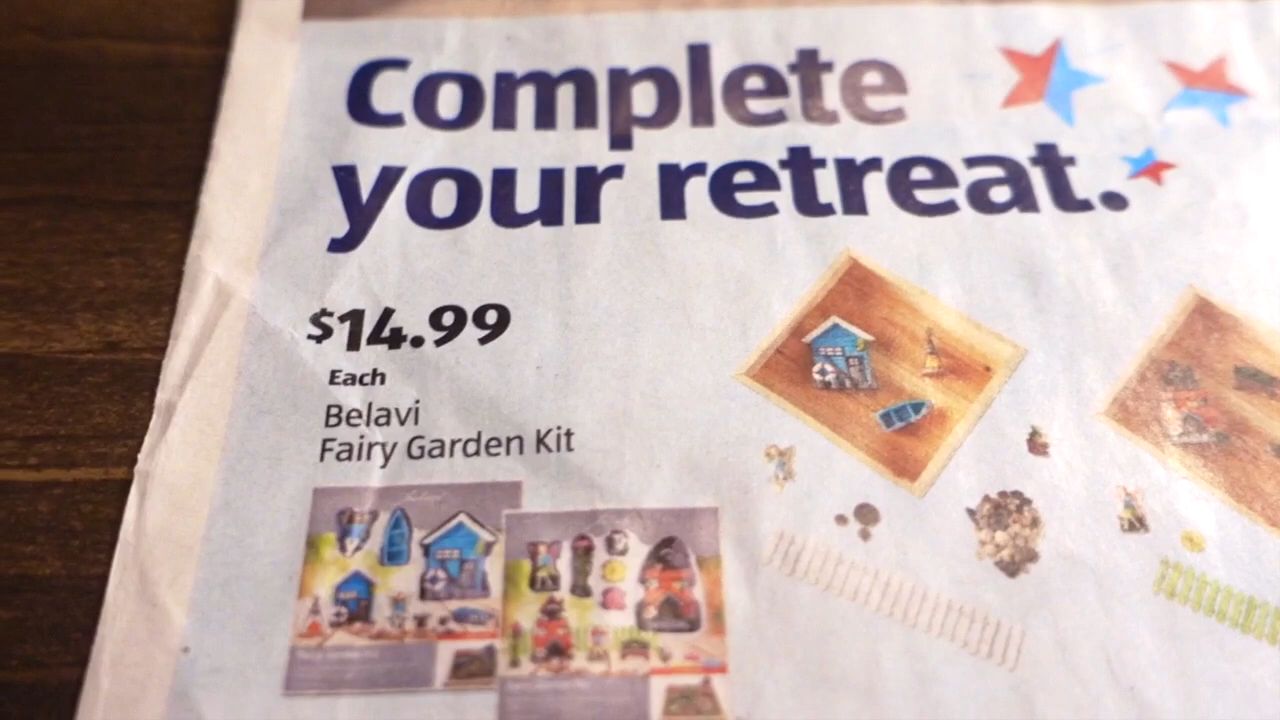 Complete
your retreat.
$14.99
Each
Belavi
Fairy Garden Kit